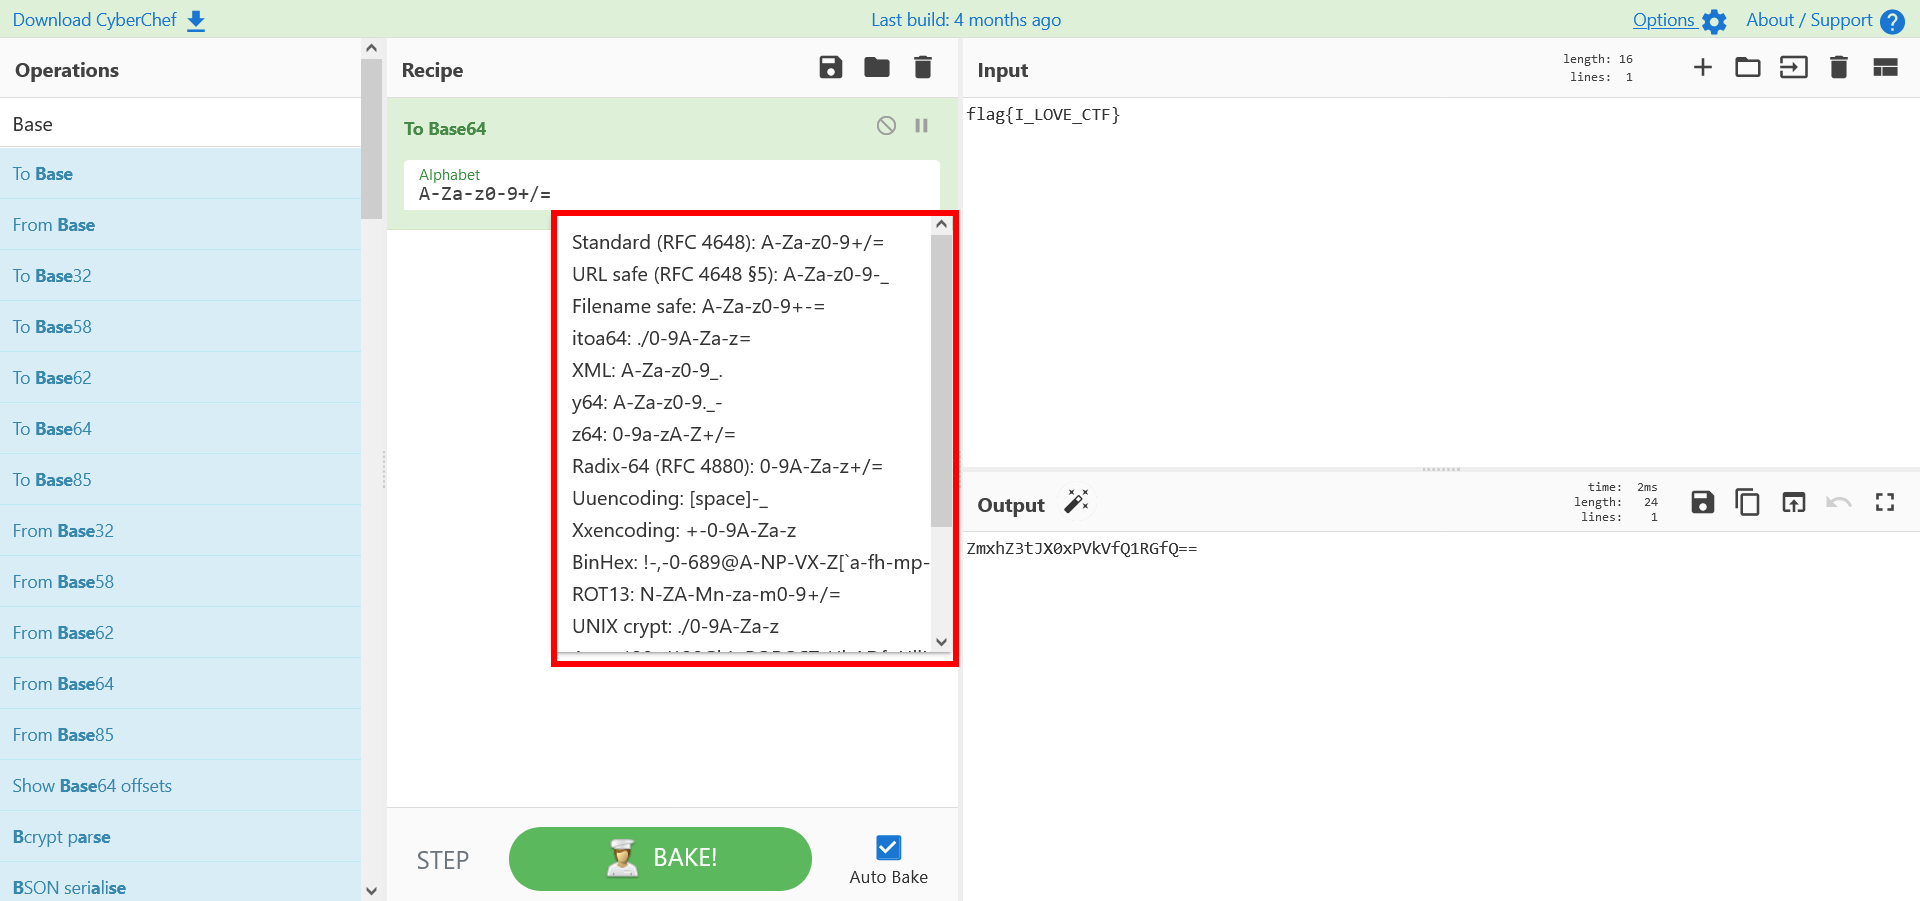 Download CyberChef
Last build: 4 months ago
Options
About / Support
Operations
Base
To Base
From Base
To Base32
To Base58
To Base62
To Base64
To Base85
From Base32
From Base58
From Base62
From Base64
From Base85
Show Base64 offsets
Bcrypt parse
BSON serialise
Recipe
To Base64
Alphabet
A-Za-z0-9+/=
Standard (RFC 4648): A-Za-z0-9+/=
URL safe (RFC 4648 §5): A-Za-z0-9-_
Filename safe: A-Za-z0-9+-=
itoa64: ./0-9A-Za-z=
XML: A-Za-z0-9_.
y64: A-Za-z0-9._-
z64: 0-9a-zA-Z+/=
Radix-64 (RFC 4880): 0-9A-Za-z+/=
Uuencoding: [space]-_
Xxencoding: +-0-9A-Za-z
BinHex: !-,-0-689@A-NP-VX-Z[`a-fh-mp-
ROT13: N-ZA-Mn-za-m0-9+/=
UNIX crypt: ./0-9A-Za-z
STEP
BAKE!
Auto Bake
Input
length: 16
lines: 1
flag{I_LOVE_CTF}
Output
time: 2ms
length: 24
lines: 1
ZmxhZ3tJX0xPVkVfQ1RGfQ==